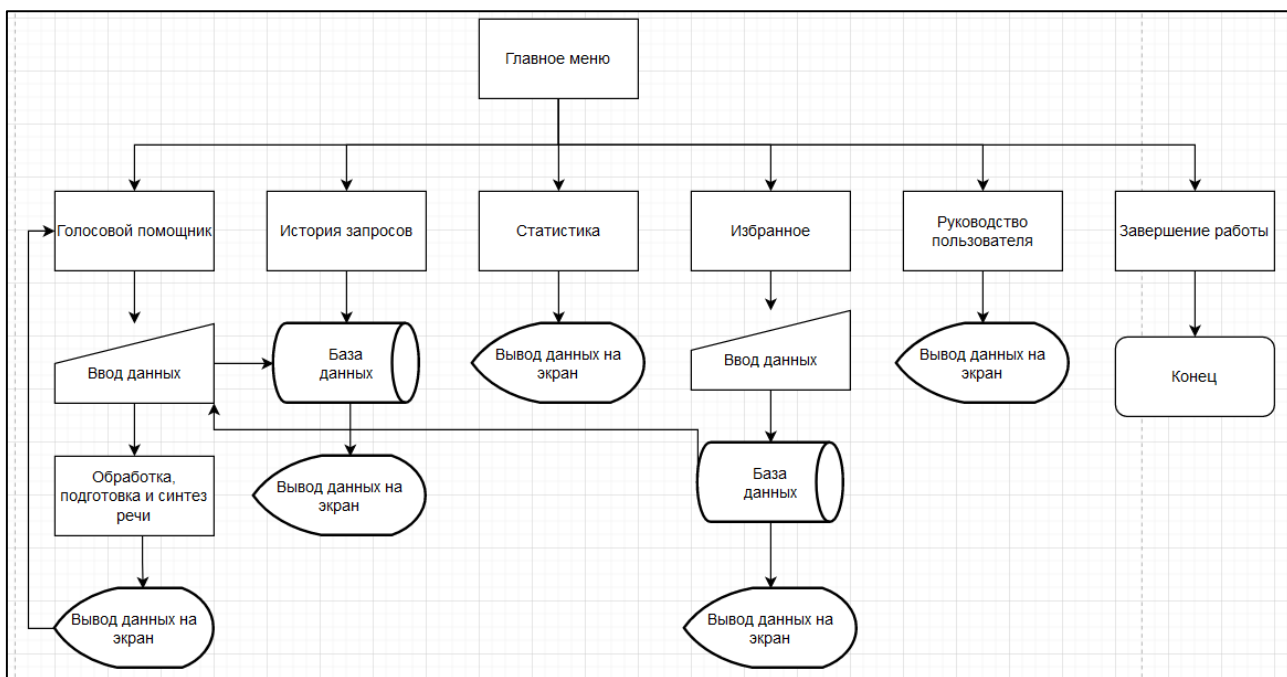 Главное меню
Голосовой помощник
История запросов
Статистика
Избранное
Руководство
пользователя
Завершение работы
Ввод данных
База
данных
Вывод данных на
экран
Ввод данных
Вывод данных на
экран
Конец
Обработка,
подготовка и синтез
речи
Вывод данных на
экран
База
данных
Вывод данных на
экран
Вывод данных на
экран